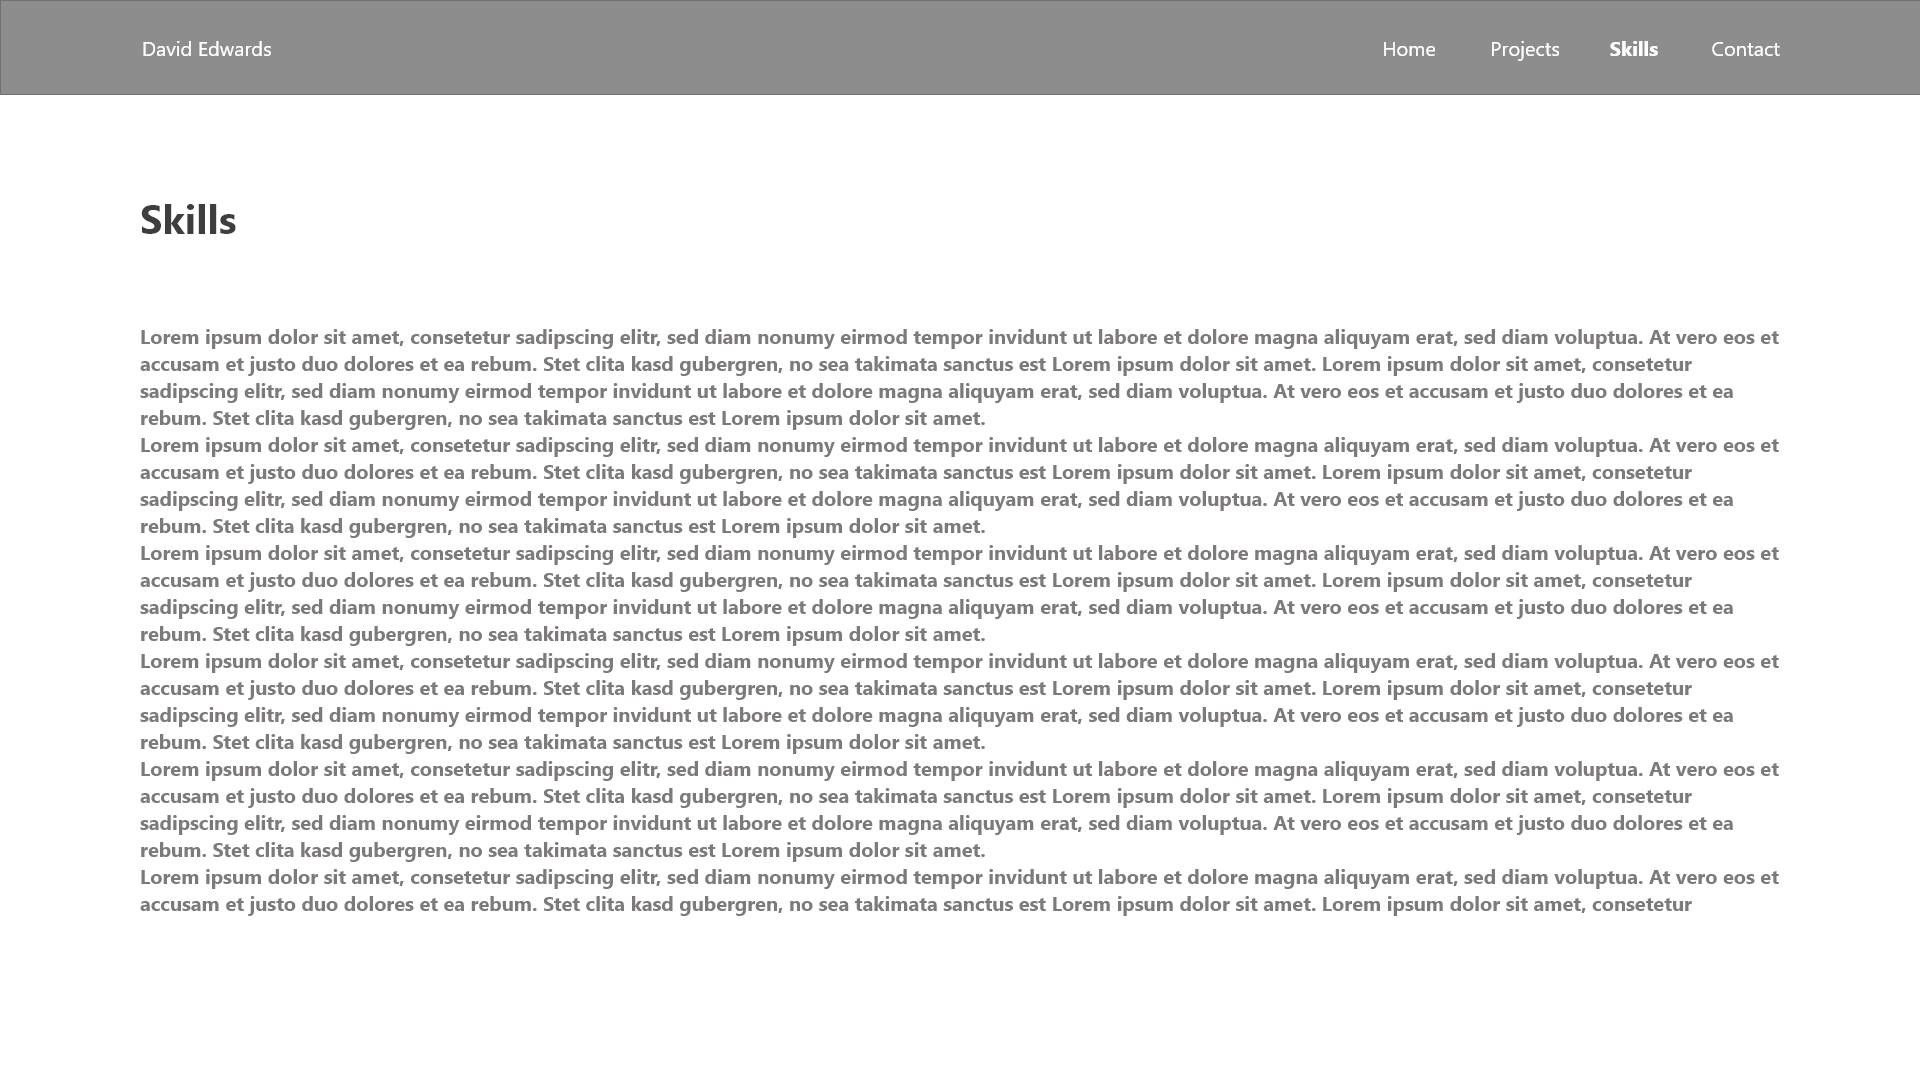 David Edwards Home Projects Skills Contact
Skills
Lorem ipsum dolor sit amet, consetetur sadipscing elitr, sed diam nonumy eirmod tempor invidunt ut labore et dolore magna aliquyam erat, sed diam voluptua. At vero eos et
accusam et justo duo dolores et ea rebum. Stet clita kasd gubergren, no sea takimata sanctus est Lorem ipsum dolor sit amet. Lorem ipsum dolor sit amet, consetetur
sadipscing elitr, sed diam nonumy eirmod tempor invidunt ut labore et dolore magna aliquyam erat, sed diam voluptua. At vero eos et accusam et justo duo dolores et ea
rebum. Stet clita kasd gubergren, no sea takimata sanctus est Lorem ipsum dolor sit amet.
Lorem ipsum dolor sit amet, consetetur sadipscing elitr, sed diam nonumy eirmod tempor invidunt ut labore et dolore magna aliquyam erat, sed diam voluptua. At vero eos et
accusam et justo duo dolores et ea rebum. Stet clita kasd gubergren, no sea takimata sanctus est Lorem ipsum dolor sit amet. Lorem ipsum dolor sit amet, consetetur
sadipscing elitr, sed diam nonumy eirmod tempor invidunt ut labore et dolore magna aliquyam erat, sed diam voluptua. At vero eos et accusam et justo duo dolores et ea
rebum. Stet clita kasd gubergren, no sea takimata sanctus est Lorem ipsum dolor sit amet.
Lorem ipsum dolor sit amet, consetetur sadipscing elitr, sed diam nonumy eirmod tempor invidunt ut labore et dolore magna aliquyam erat, sed diam voluptua. At vero eos et
accusam et justo duo dolores et ea rebum. Stet clita kasd gubergren, no sea takimata sanctus est Lorem ipsum dolor sit amet. Lorem ipsum dolor sit amet, consetetur
sadipscing elitr, sed diam nonumy eirmod tempor invidunt ut labore et dolore magna aliquyam erat, sed diam voluptua. At vero eos et accusam et justo duo dolores et ea
rebum. Stet clita kasd gubergren, no sea takimata sanctus est Lorem ipsum dolor sit amet.
Lorem ipsum dolor sit amet, consetetur sadipscing elitr, sed diam nonumy eirmod tempor invidunt ut labore et dolore magna aliquyam erat, sed diam voluptua. At vero eos et
accusam et justo duo dolores et ea rebum. Stet clita kasd gubergren, no sea takimata sanctus est Lorem ipsum dolor sit amet. Lorem ipsum dolor sit amet, consetetur
sadipscing elitr, sed diam nonumy eirmod tempor invidunt ut labore et dolore magna aliquyam erat, sed diam voluptua. At vero eos et accusam et justo duo dolores et ea
rebum. Stet clita kasd gubergren, no sea takimata sanctus est Lorem ipsum dolor sit amet.
Lorem ipsum dolor sit amet, consetetur sadipscing elitr, sed diam nonumy eirmod tempor invidunt ut labore et dolore magna aliquyam erat, sed diam voluptua. At vero eos et
accusam et justo duo dolores et ea rebum. Stet clita kasd gubergren, no sea takimata sanctus est Lorem ipsum dolor sit amet. Lorem ipsum dolor sit amet, consetetur
sadipscing elitr, sed diam nonumy eirmod tempor invidunt ut labore et dolore magna aliquyam erat, sed diam voluptua. At vero eos et accusam et justo duo dolores et ea
rebum. Stet clita kasd gubergren, no sea takimata sanctus est Lorem ipsum dolor sit amet.
Lorem ipsum dolor sit amet, consetetur sadipscing elitr, sed diam nonumy eirmod tempor invidunt ut labore et dolore magna aliquyam erat, sed diam voluptua. At vero eos et
accusam et justo duo dolores et ea rebum. Stet clita kasd gubergren, no sea takimata sanctus est Lorem ipsum dolor sit amet. Lorem ipsum dolor sit amet, consetetur